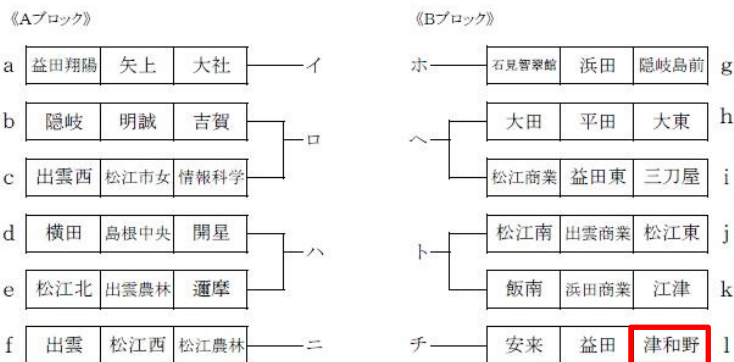 《Aブロック》
a 益田翔陽 矢上 大社 イ
b 隠岐 明誠 吉賀
ロ
c 出雲西 松江市女 情報科学
d 横田 島根中央 開星
ハ
e 松江北 出雲農林 邇摩
f 出雲 松江西 松江農林 ニ
《Bブロック》
ホ 石見智翠館 浜田 隠岐島前 g
大田 平田 大東 h
ヘ
松江商業 益田東 三刀屋 i
松江南 出雲商業 松江東 j
ト
飯南 浜田商業 江津 k
チ 安来 益田 津和野 l